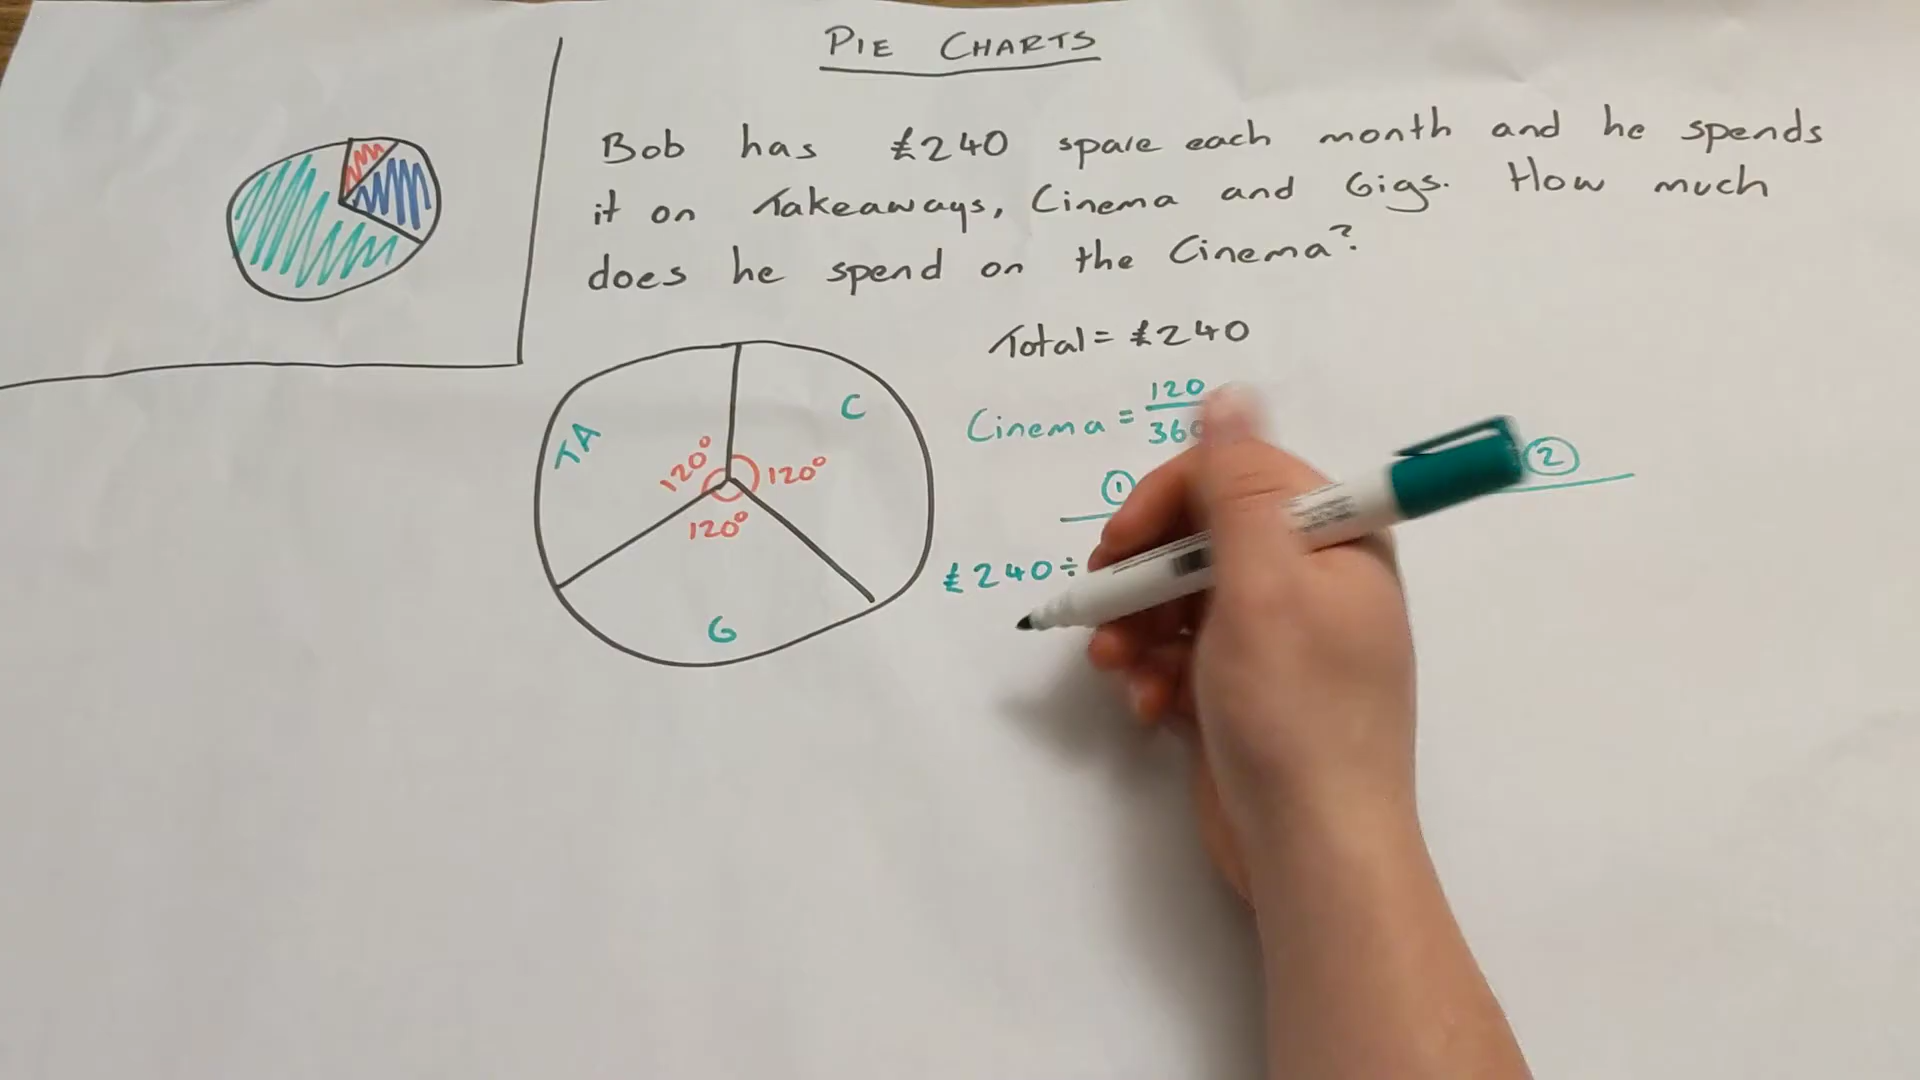 PIE CHARTS
Bob has £240 spare each month and he spends
it on Takeaways, Cinema and Gigs. How much
does he spend on the Cinema?
Total = £240
Cinema = 120
360
① ②
£240 ÷
TA
C
120° 120°
120°
G